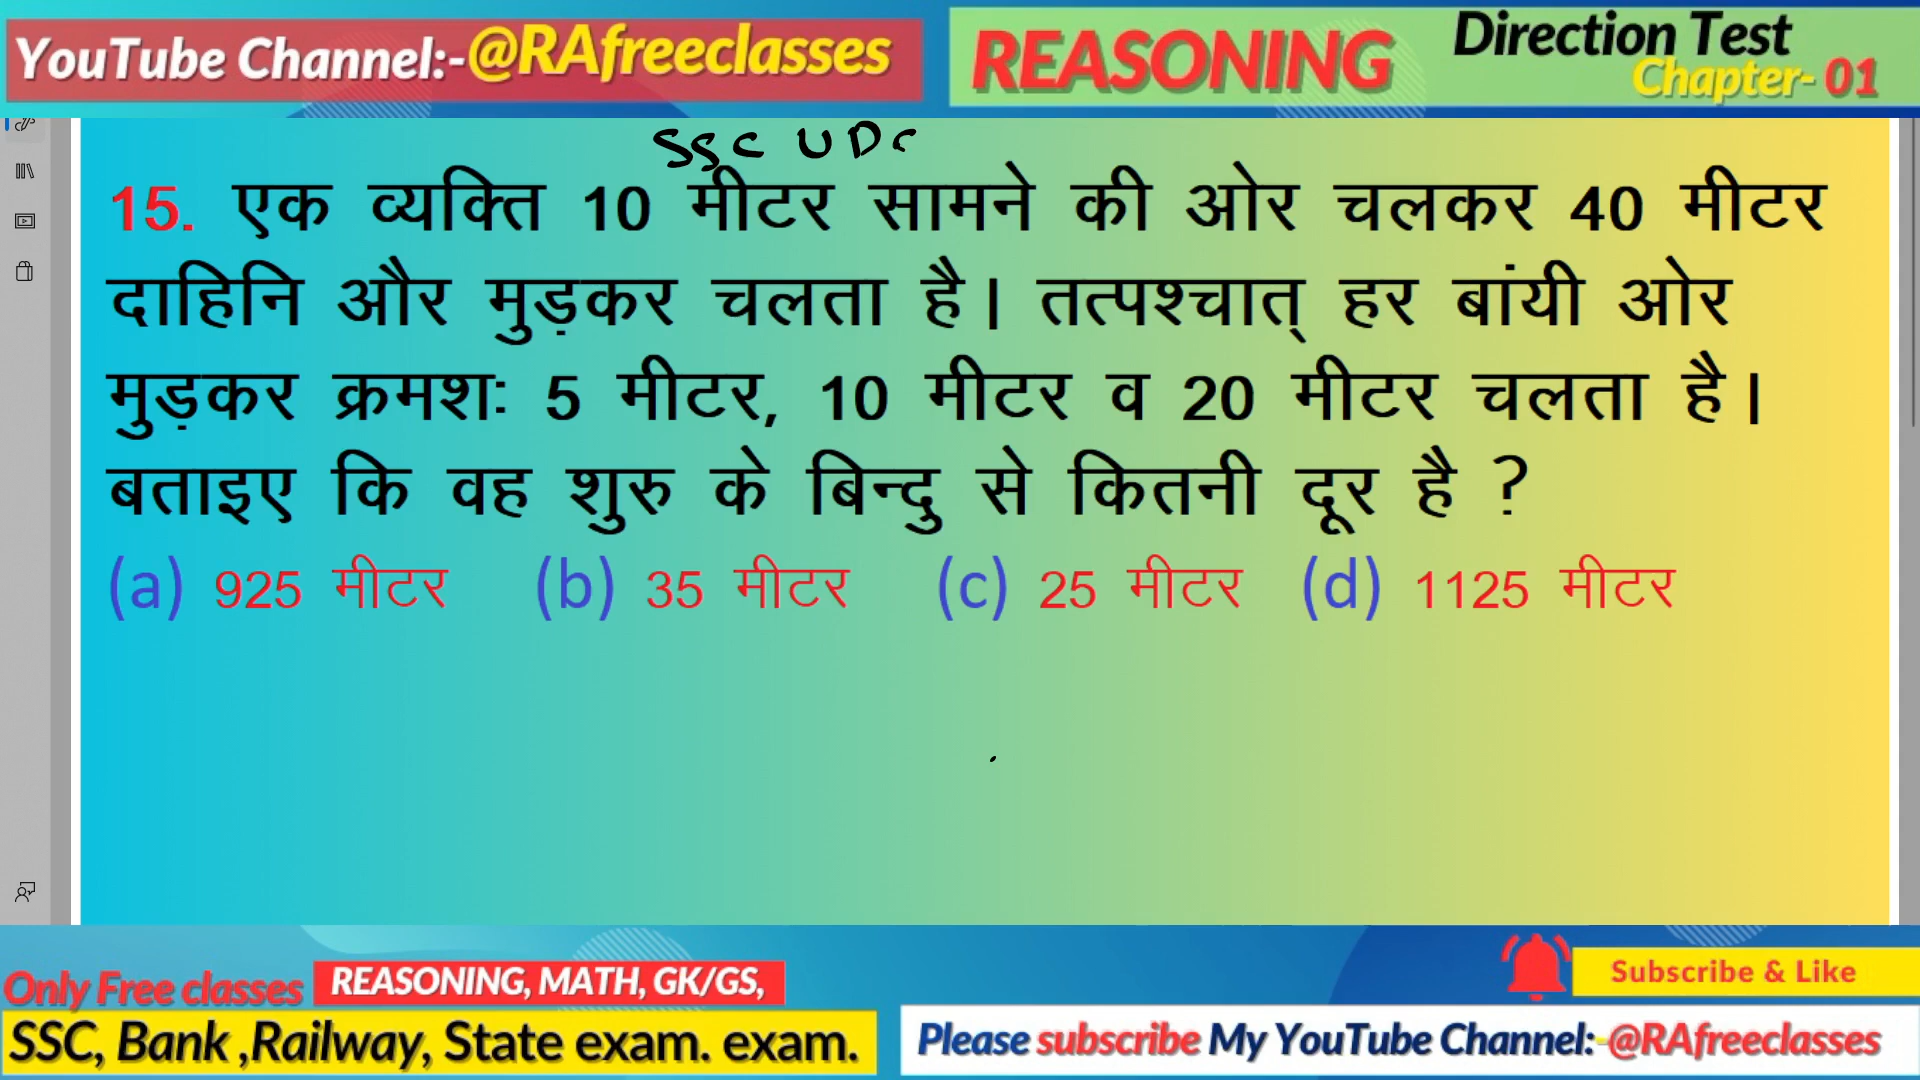 YouTube Channel:-@RAfreeclasses
REASONING
Direction Test
Chapter- 01
SSC UDC
15. एक व्यक्ति 10 मीटर सामने की ओर चलकर 40 मीटर
दाहिनि और मुड़कर चलता है। तत्पश्चात् हर बांयी ओर
मुड़कर क्रमशः 5 मीटर, 10 मीटर व 20 मीटर चलता है।
बताइए कि वह शुरु के बिन्दु से कितनी दूर है ?
(a) 925 मीटर (b) 35 मीटर (c) 25 मीटर (d) 1125 मीटर
Only Free classes REASONING, MATH, GK/GS,
Subscribe & Like
SSC, Bank ,Railway, State exam. exam.
Please subscribe My YouTube Channel:-@RAfreeclasses